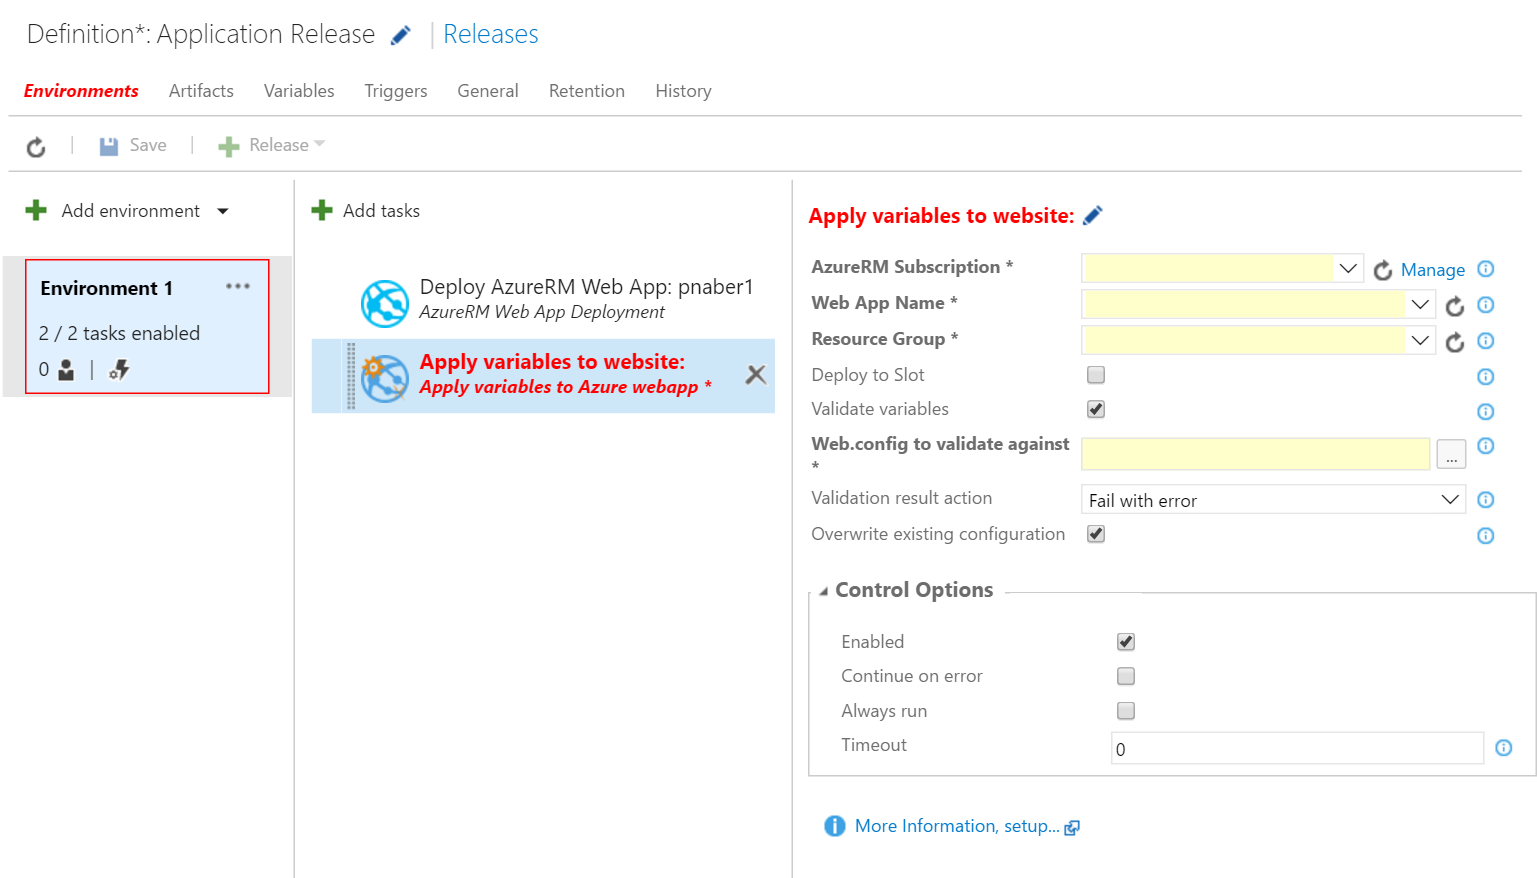 Definition*: Application Release | Releases
Environments Artifacts Variables Triggers General Retention History
Save Release
Add environment
Environment 1 ...
2 / 2 tasks enabled
0
Add tasks
Deploy AzureRM Web App: pnaber1
AzureRM Web App Deployment
Apply variables to website:
Apply variables to Azure webapp *
Apply variables to website:
AzureRM Subscription * Manage
Web App Name *
Resource Group *
Deploy to Slot
Validate variables
Web.config to validate against
* ...
Validation result action Fail with error
Overwrite existing configuration
Control Options
Enabled
Continue on error
Always run
Timeout 0
More Information, setup...